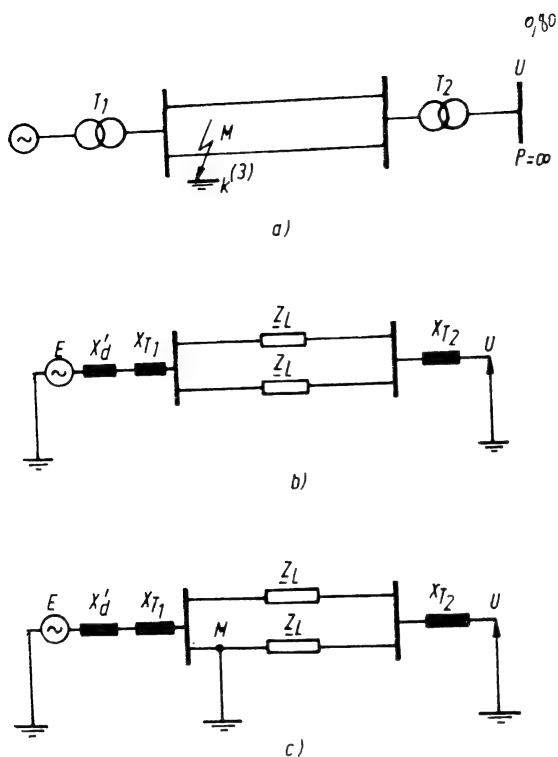 0,80
T1 T2 U
~ M
k(3) P=∞
a)
E X'd XT1 ZL XT2 U
~ ZL
b)
E X'd XT1 ZL XT2 U
~ M ZL
c)